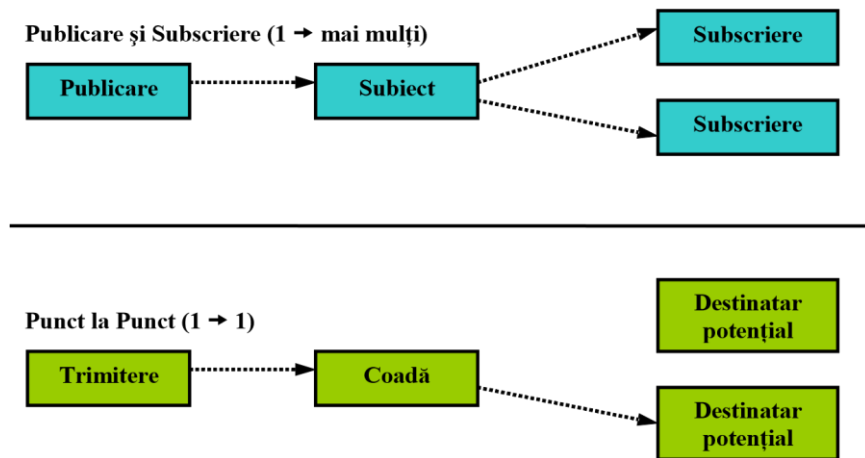 Publicare şi Subscriere (1 → mai mulți)
Publicare
Subiect
Subscriere
Subscriere
Punct la Punct (1 → 1)
Trimitere
Coadă
Destinatar
potențial
Destinatar
potențial